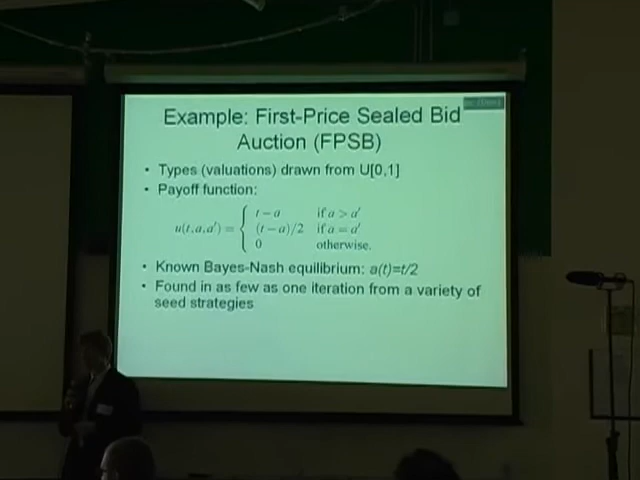 Example: First-Price Sealed Bid
Auction (FPSB)
• Types (valuations) drawn from U[0,1]
• Payoff function:
u(t,a,a') = { t − a if a > a'
(t − a)/2 if a = a'
0 otherwise.
• Known Bayes-Nash equilibrium: a(t)=t/2
• Found in as few as one iteration from a variety of
seed strategies